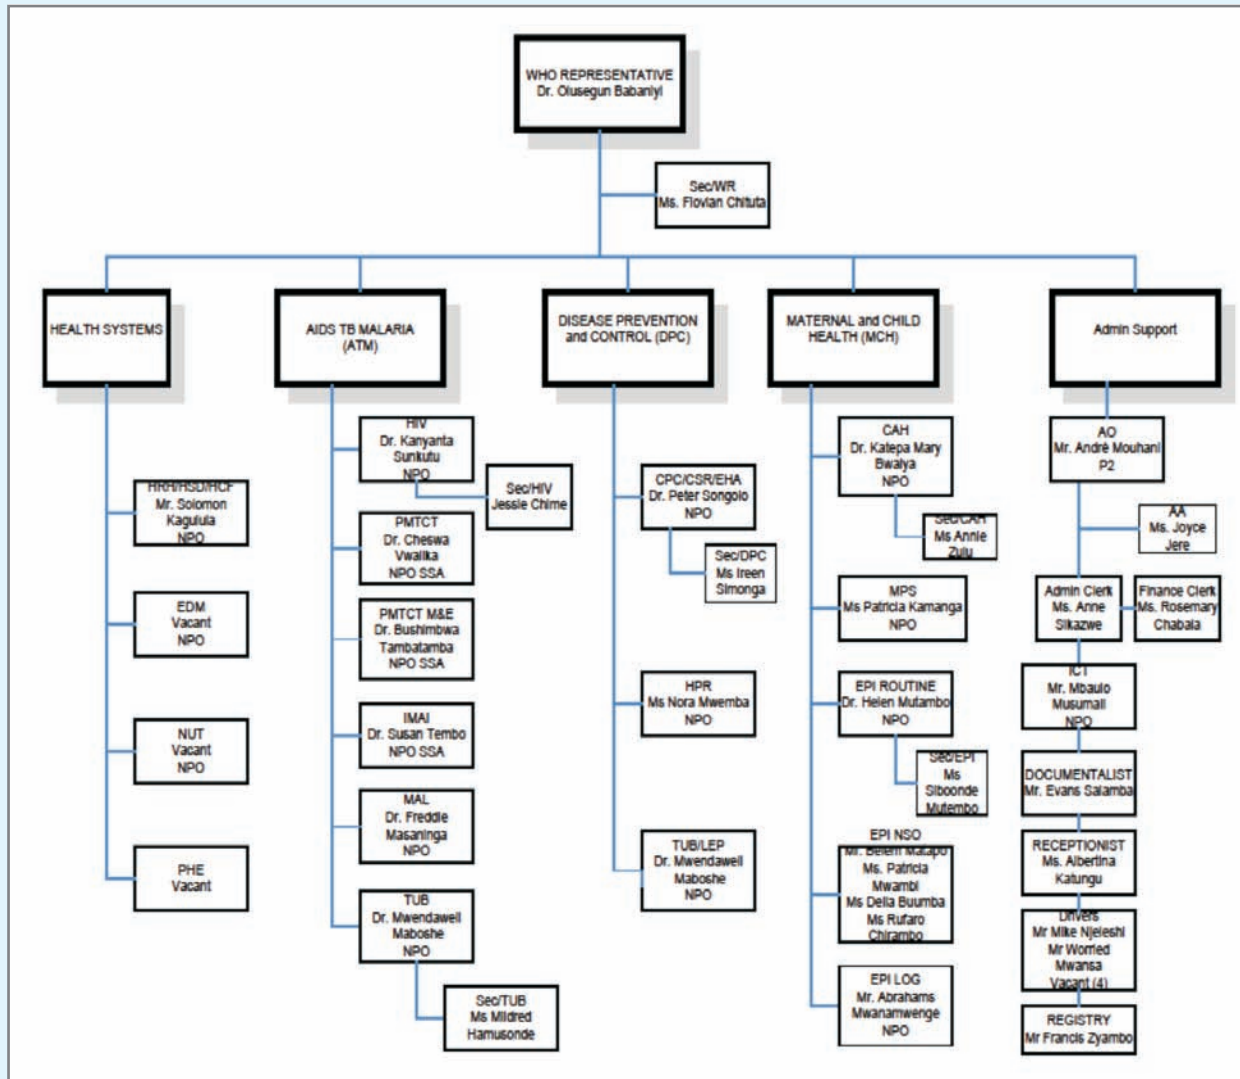 WHO REPRESENTATIVE
Dr. Olusegun Babaniyi
Sec/WR
Ms. Flovian Chituta
HEALTH SYSTEMS
HRH/HSD/HCF
Mr. Solomon
Kagulula
NPO
EDM
Vacant
NPO
NUT
Vacant
NPO
PHE
Vacant
AIDS TB MALARIA
(ATM)
HIV
Dr. Kanyanta
Sunkutu
NPO
Sec/HIV
Jessie Chime
PMTCT
Dr. Cheswa
Vwalika
NPO SSA
PMTCT M&E
Dr. Bushimbwa
Tambatamba
NPO SSA
IMAI
Dr. Susan Tembo
NPO SSA
MAL
Dr. Freddie
Masaninga
NPO
TUB
Dr. Mwendaweli
Maboshe
NPO
Sec/TUB
Ms Mildred
Hamusonde
DISEASE PREVENTION
and CONTROL (DPC)
CPC/CSR/EHA
Dr. Peter Songolo
NPO
Sec/DPC
Ms Ireen
Simonga
HPR
Ms Nora Mwemba
NPO
TUB/LEP
Dr. Mwendaweli
Maboshe
NPO
MATERNAL and CHILD
HEALTH (MCH)
CAH
Dr. Katepa Mary
Bwalya
NPO
Sec/CAH
Ms Annie
Zulu
MPS
Ms Patricia Kamanga
NPO
EPI ROUTINE
Dr. Helen Mutambo
NPO
Sec/EPI
Ms
Siboonde
Mutembo
EPI NSO
Mr. Belem Matapo
Ms. Patricia
Mwambi
Ms Delia Buumba
Ms Rufaro
Chirambo
EPI LOG
Mr. Abrahams
Mwanamwenge
NPO
Admin Support
AO
Mr. Andrè Mouhani
P2
AA
Ms. Joyce
Jere
Admin Clerk
Ms. Anne
Sikazwe
Finance Clerk
Ms. Rosemary
Chabala
ICT
Mr. Mbaulo
Musumali
NPO
DOCUMENTALIST
Mr. Evans Salamba
RECEPTIONIST
Ms. Albertina
Katungu
Drivers
Mr Mike Njeleshi
Mr Worried
Mwansa
Vacant (4)
REGISTRY
Mr Francis Zyambo